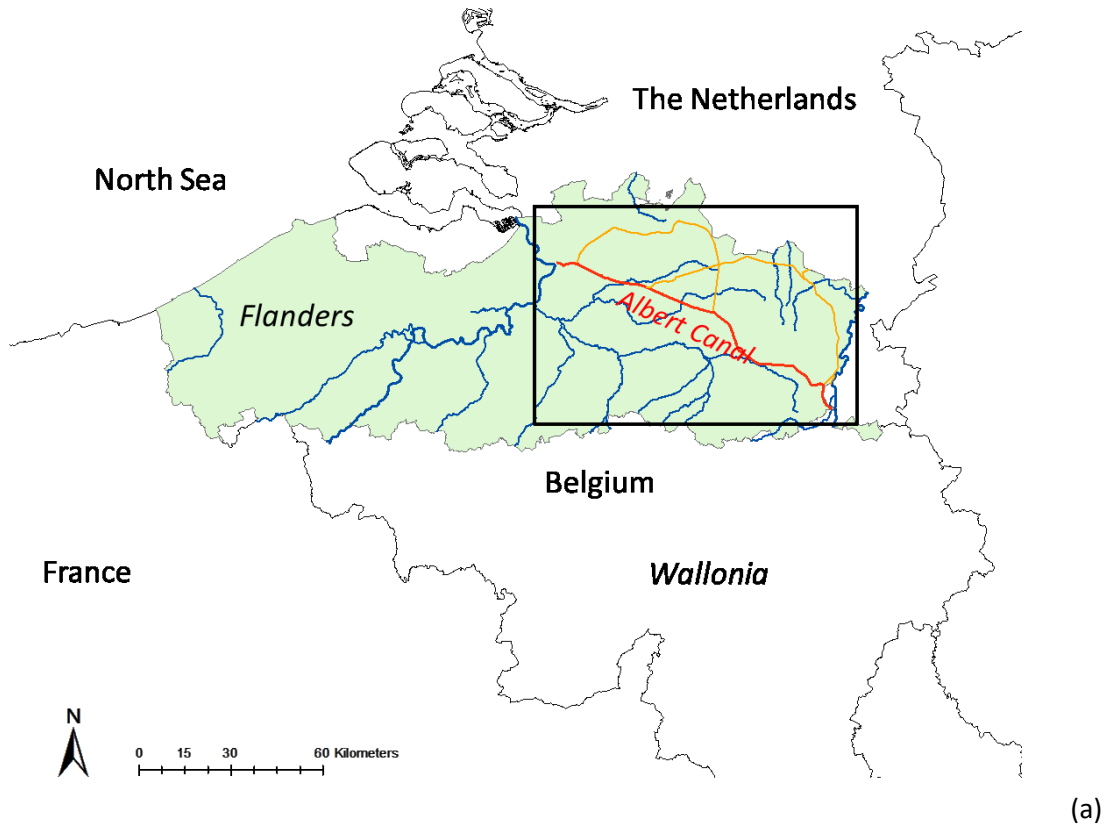 The Netherlands
North Sea
Flanders
Albert Canal
Belgium
France
Wallonia
N
0 15 30 60 Kilometers
(a)